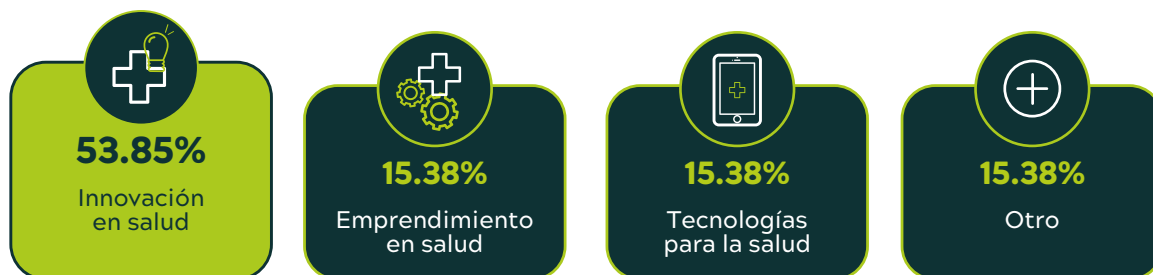 53.85%
Innovación
en salud
15.38%
Emprendimiento
en salud
15.38%
Tecnologías
para la salud
15.38%
Otro